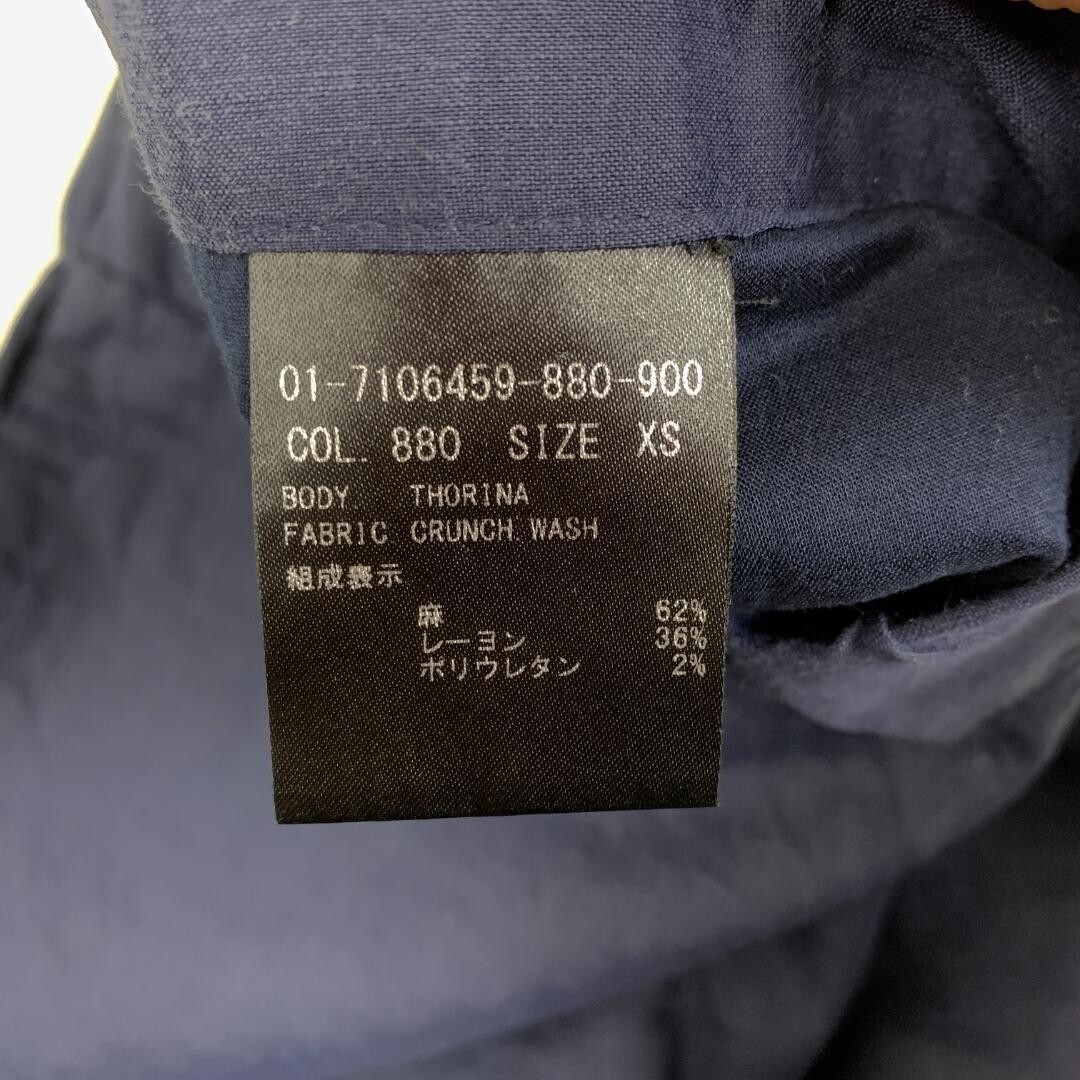 01-7106459-880-900
COL. 880 SIZE XS
BODY THORINA
FABRIC CRUNCH WASH
組成表示
麻 62%
レーヨン 36%
ポリウレタン 2%